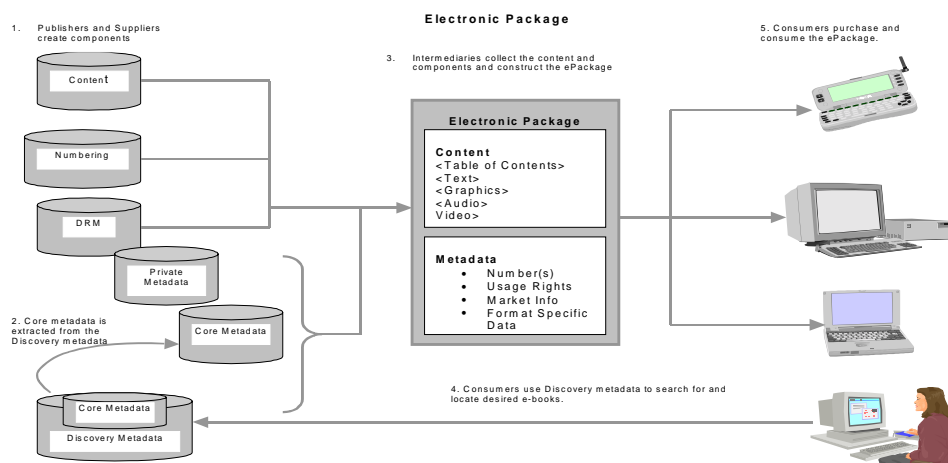 Electronic Package
1. Publishers and Suppliers
create components
Content
Numbering
DRM
Private
Metadata
Core Metadata
2. Core metadata is
extracted from the
Discovery metadata
Core Metadata
Discovery Metadata
3. Intermediaries collect the content and
components and construct the ePackage
Electronic Package
Content
<Table of Contents>
<Text>
<Graphics>
<Audio>
Video>
Metadata
• Number(s)
• Usage Rights
• Market Info
• Format Specific
Data
4. Consumers use Discovery metadata to search for and
locate desired e-books.
5. Consumers purchase and
consume the ePackage.